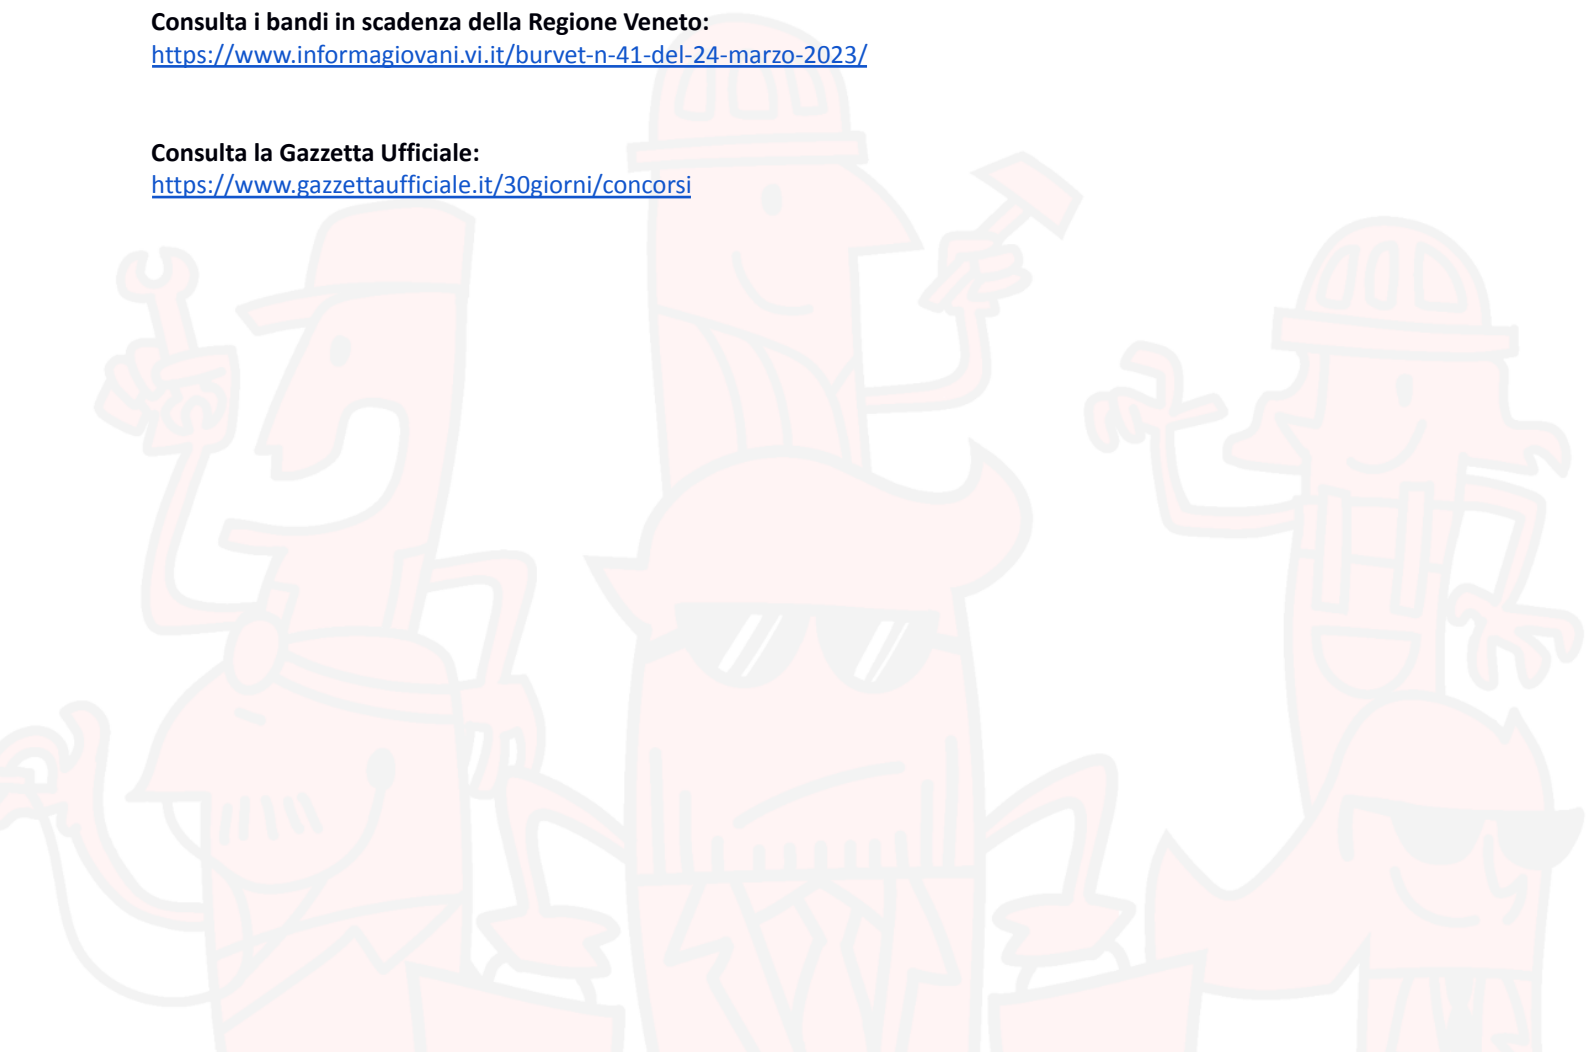 Consulta i bandi in scadenza della Regione Veneto:
https://www.informagiovani.vi.it/burvet-n-41-del-24-marzo-2023/
Consulta la Gazzetta Ufficiale:
https://www.gazzettaufficiale.it/30giorni/concorsi